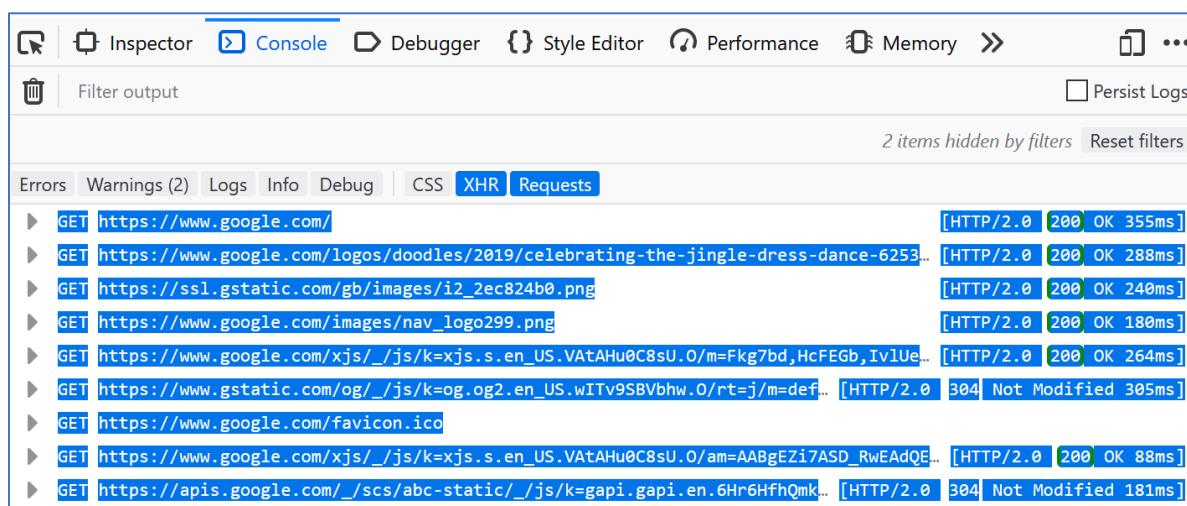 Inspector Console Debugger {} Style Editor Performance Memory
Filter output Persist Logs
2 items hidden by filters Reset filters
Errors Warnings (2) Logs Info Debug CSS XHR Requests
GET https://www.google.com/ [HTTP/2.0 200 OK 355ms]
GET https://www.google.com/logos/doodles/2019/celebrating-the-jingle-dress-dance-6253… [HTTP/2.0 200 OK 288ms]
GET https://ssl.gstatic.com/gb/images/i2_2ec824b0.png [HTTP/2.0 200 OK 240ms]
GET https://www.google.com/images/nav_logo299.png [HTTP/2.0 200 OK 180ms]
GET https://www.google.com/xjs/_/js/k=xjs.s.en_US.VAtAHu0C8sU.O/m=Fkg7bd,HcFEGb,IvlUe… [HTTP/2.0 200 OK 264ms]
GET https://www.gstatic.com/og/_/js/k=og.og2.en_US.wITv9SBVbhw.O/rt=j/m=def… [HTTP/2.0 304 Not Modified 305ms]
GET https://www.google.com/favicon.ico
GET https://www.google.com/xjs/_/js/k=xjs.s.en_US.VAtAHu0C8sU.O/am=AABgEZi7ASD_RwEAdQE… [HTTP/2.0 200 OK 88ms]
GET https://apis.google.com/_/scs/abc-static/_/js/k=gapi.gapi.en.6Hr6HfhQmk… [HTTP/2.0 304 Not Modified 181ms]